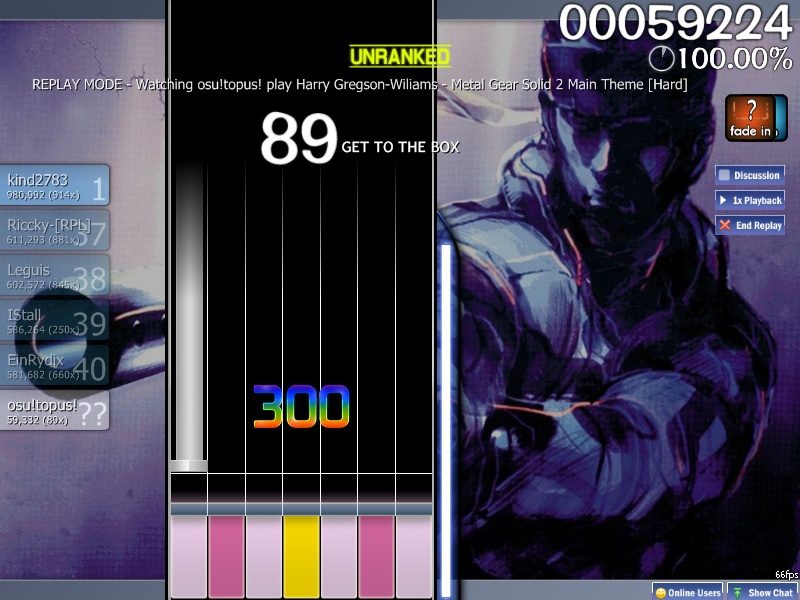 00059224
UNRANKED
100.00%
REPLAY MODE - Watching osu!topus! play Harry Gregson-Wiliams - Metal Gear Solid 2 Main Theme [Hard]
?
fade in
89 GET TO THE BOX
kind2783
980,992 (914x) 1
Discussion
1x Playback
End Replay
Riccky-[RPL]
611,293 (881x) 37
Leguis
602,572 (845x) 38
IStall
586,264 (250x) 39
EinRydix
581,682 (660x) 40
osu!topus!
59,332 (89x) ??
300
66fps
Online Users
Show Chat